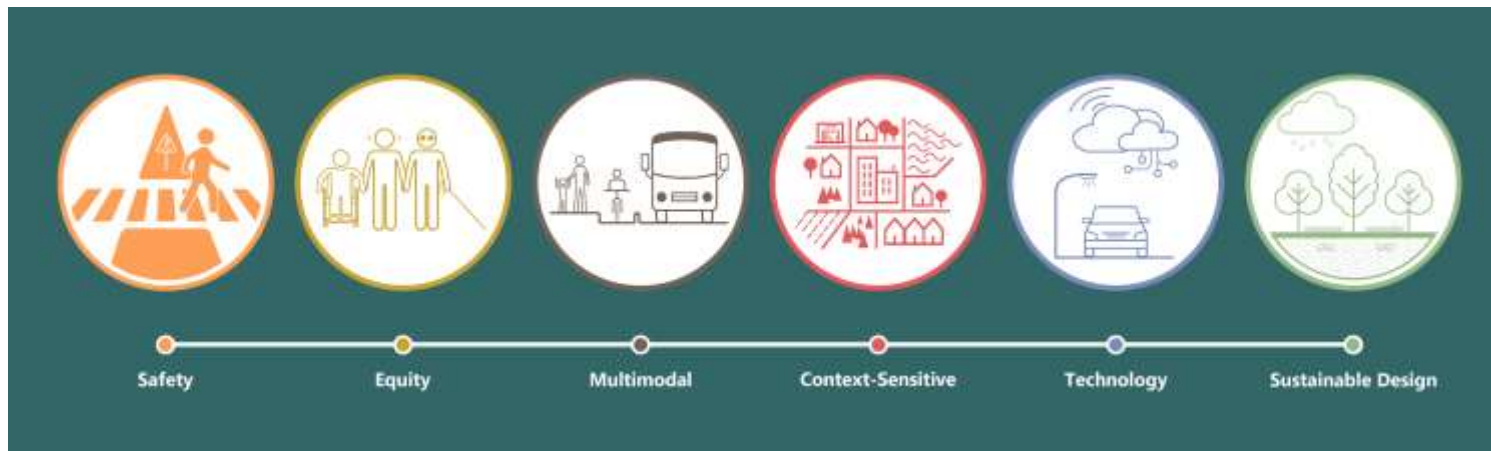 Safety
Equity
Multimodal
Context-Sensitive
Technology
Sustainable Design